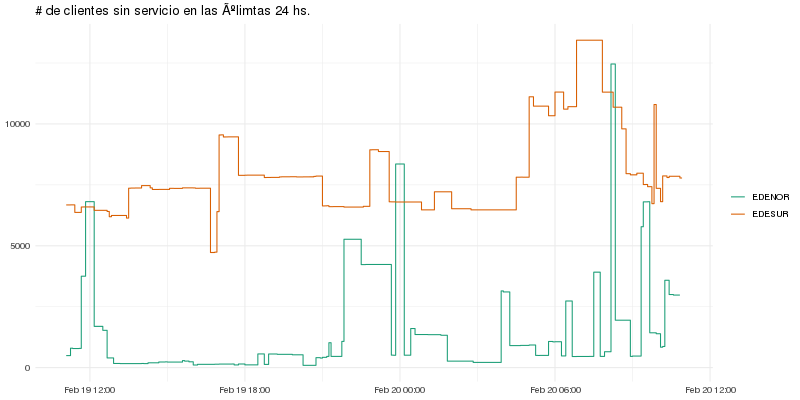 # de clientes sin servicio en las Ãºlimtas 24 hs.
10000
5000
0
Feb 19 12:00 Feb 19 18:00 Feb 20 00:00 Feb 20 06:00 Feb 20 12:00
EDENOR
EDESUR